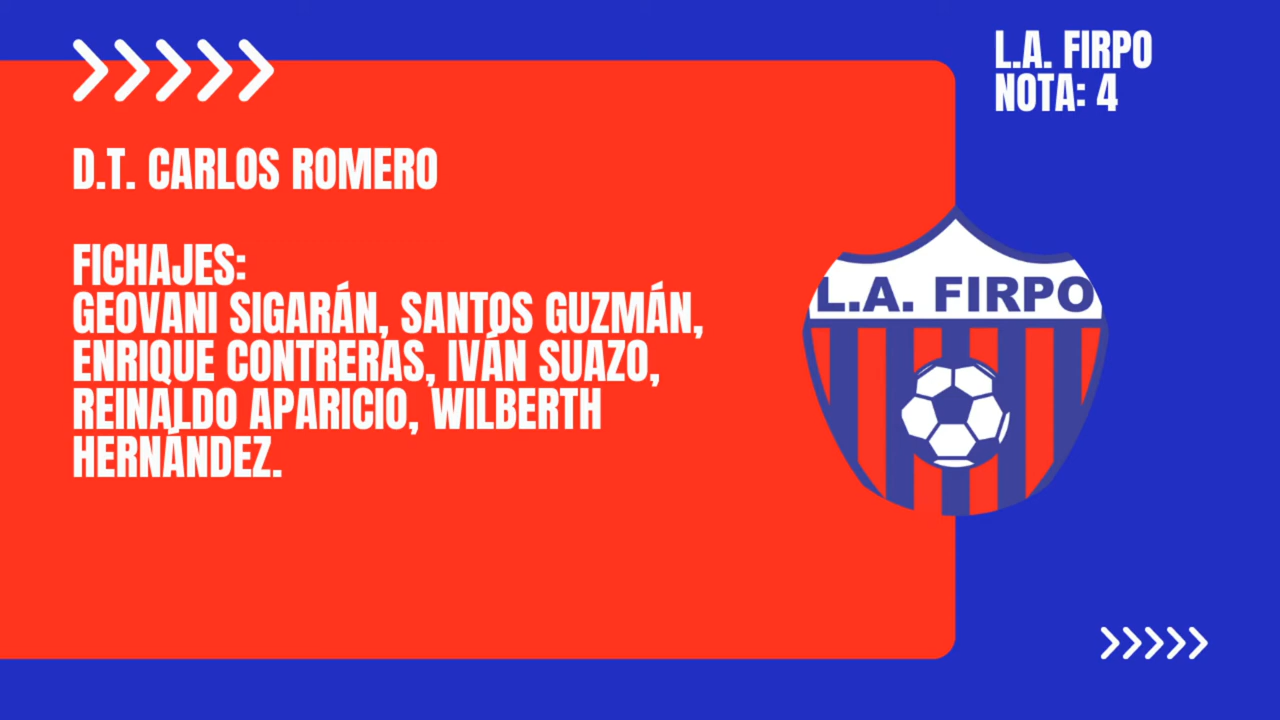 L.A. FIRPO
NOTA: 4
D.T. CARLOS ROMERO
FICHAJES:
GEOVANI SIGARÁN, SANTOS GUZMÁN,
ENRIQUE CONTRERAS, IVÁN SUAZO,
REINALDO APARICIO, WILBERTH
HERNÁNDEZ.
L.A. FIRPO